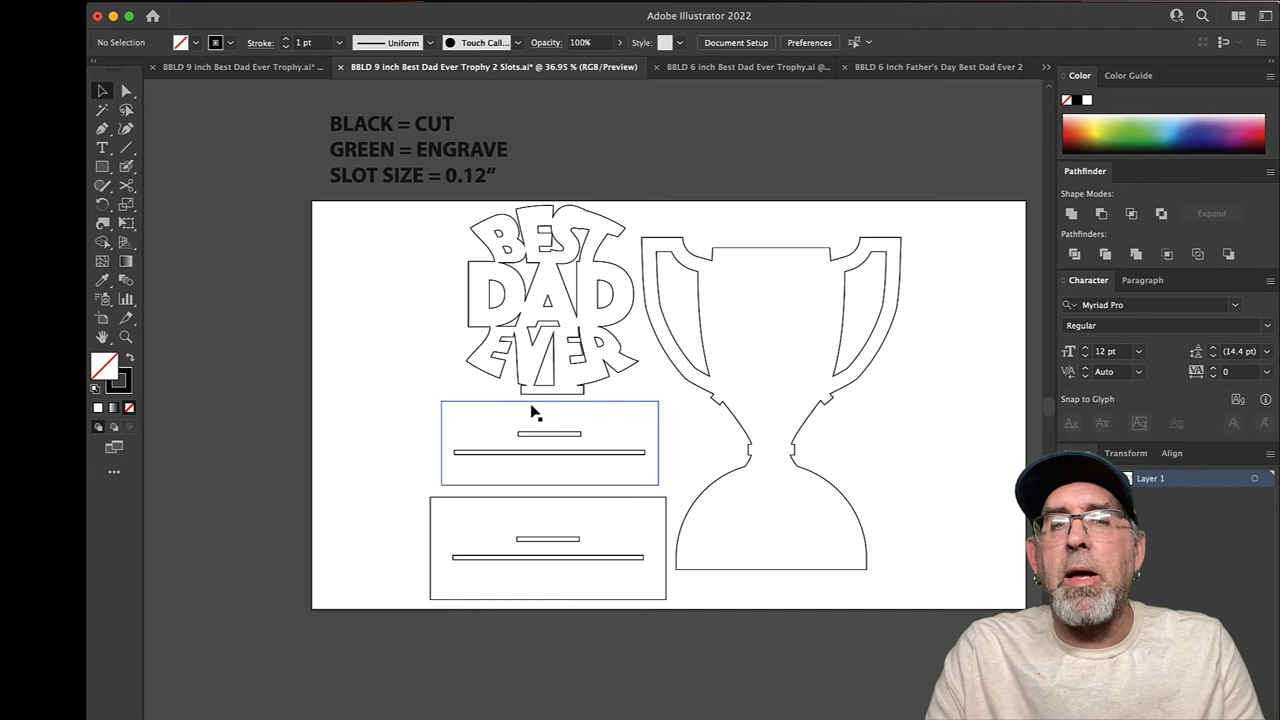 Adobe Illustrator 2022
No Selection
Stroke:
1 pt
Uniform
Touch Call...
Opacity:
100%
Style:
Document Setup
Preferences
BBLD 9 inch Best Dad Ever Trophy.ai* ...
BBLD 9 inch Best Dad Ever Trophy 2 Slots.ai* @ 36.95 % (RGB/Preview)
BBLD 6 inch Best Dad Ever Trophy.ai @...
BBLD 6 Inch Father's Day Best Dad Ever 2
Color
Color Guide
BLACK = CUT
GREEN = ENGRAVE
SLOT SIZE = 0.12”
BEST
DAD
EVER
Pathfinder
Shape Modes:
Expand
Pathfinders:
Character
Paragraph
Myriad Pro
Regular
12 pt
(14.4 pt)
Auto
0
Snap to Glyph
Transform
Align
Layer 1